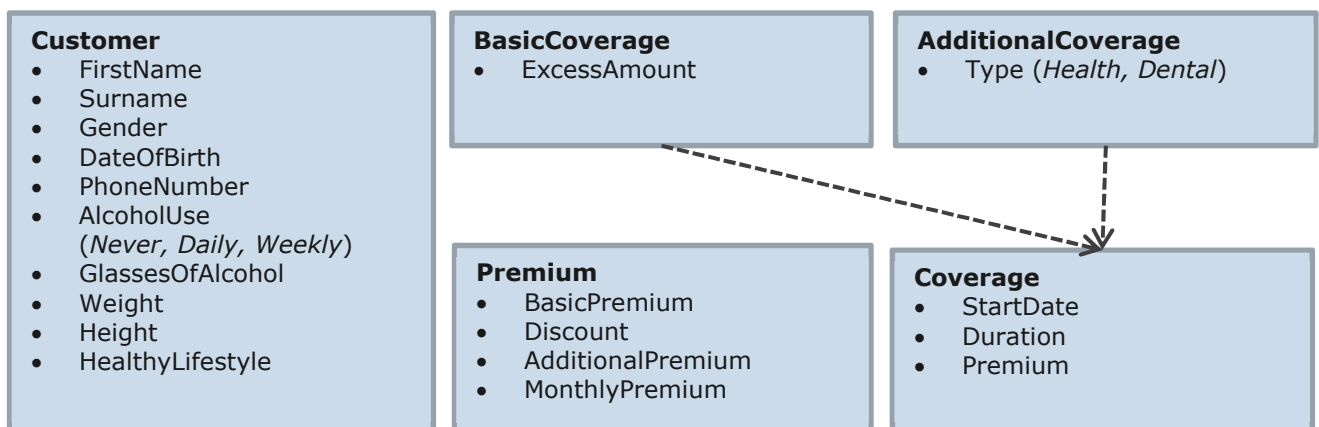 Customer
• FirstName
• Surname
• Gender
• DateOfBirth
• PhoneNumber
• AlcoholUse
(Never, Daily, Weekly)
• GlassesOfAlcohol
• Weight
• Height
• HealthyLifestyle
BasicCoverage
• ExcessAmount
AdditionalCoverage
• Type (Health, Dental)
Premium
• BasicPremium
• Discount
• AdditionalPremium
• MonthlyPremium
Coverage
• StartDate
• Duration
• Premium